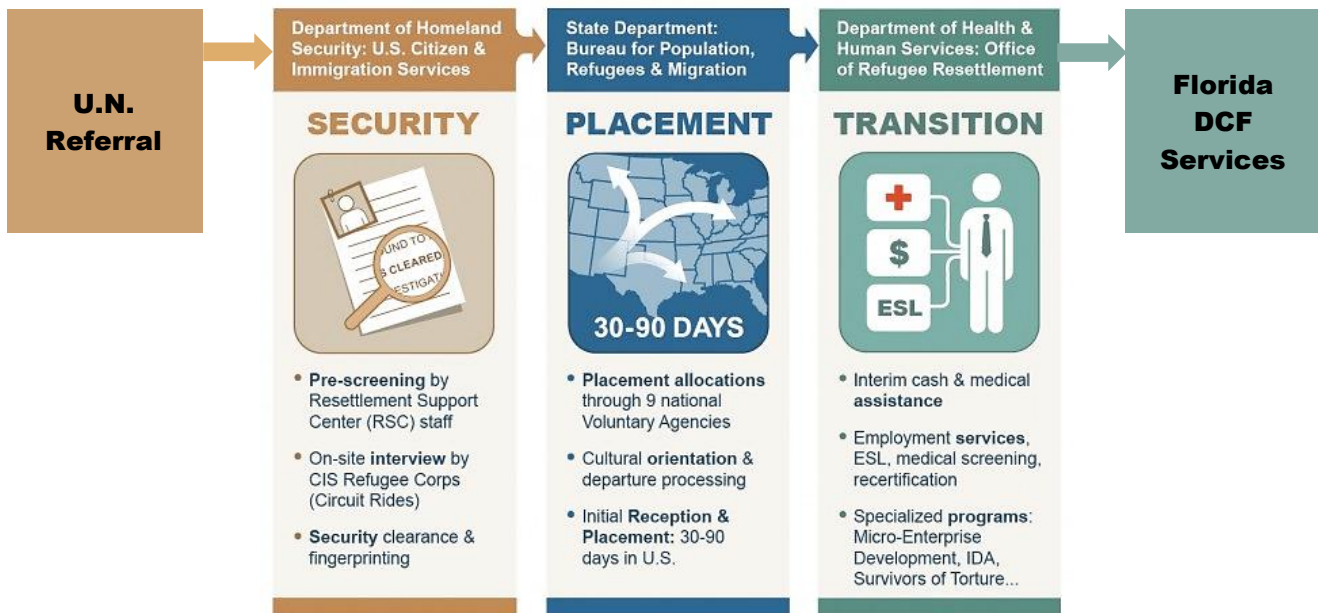 U.N.
Referral
Department of Homeland
Security: U.S. Citizen &
Immigration Services
SECURITY
OUND TO
S CLEARED
ESTIGAT
• Pre-screening by
Resettlement Support
Center (RSC) staff
• On-site interview by
CIS Refugee Corps
(Circuit Rides)
• Security clearance &
fingerprinting
State Department:
Bureau for Population,
Refugees & Migration
PLACEMENT
30-90 DAYS
• Placement allocations
through 9 national
Voluntary Agencies
• Cultural orientation &
departure processing
• Initial Reception &
Placement: 30-90
days in U.S.
Department of Health &
Human Services: Office
of Refugee Resettlement
TRANSITION
$
ESL
• Interim cash & medical
assistance
• Employment services,
ESL, medical screening,
recertification
• Specialized programs:
Micro-Enterprise
Development, IDA,
Survivors of Torture...
Florida
DCF
Services